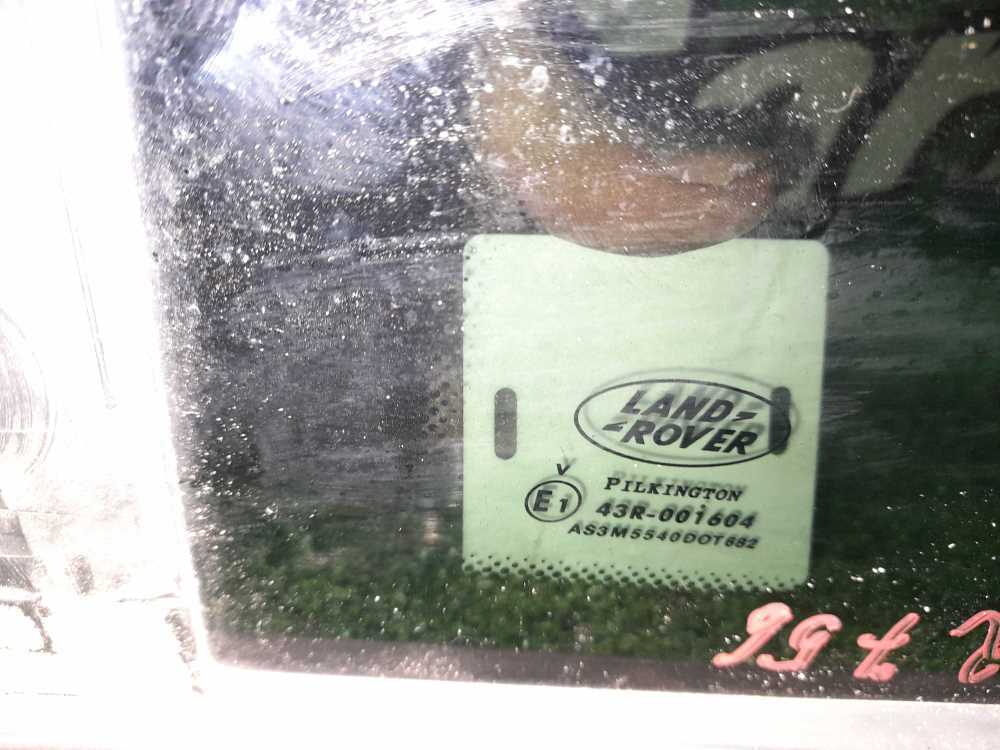 LAND-
-ROVER
V
E1
PILKINGTON
43R-001604
AS3M5540DOT682